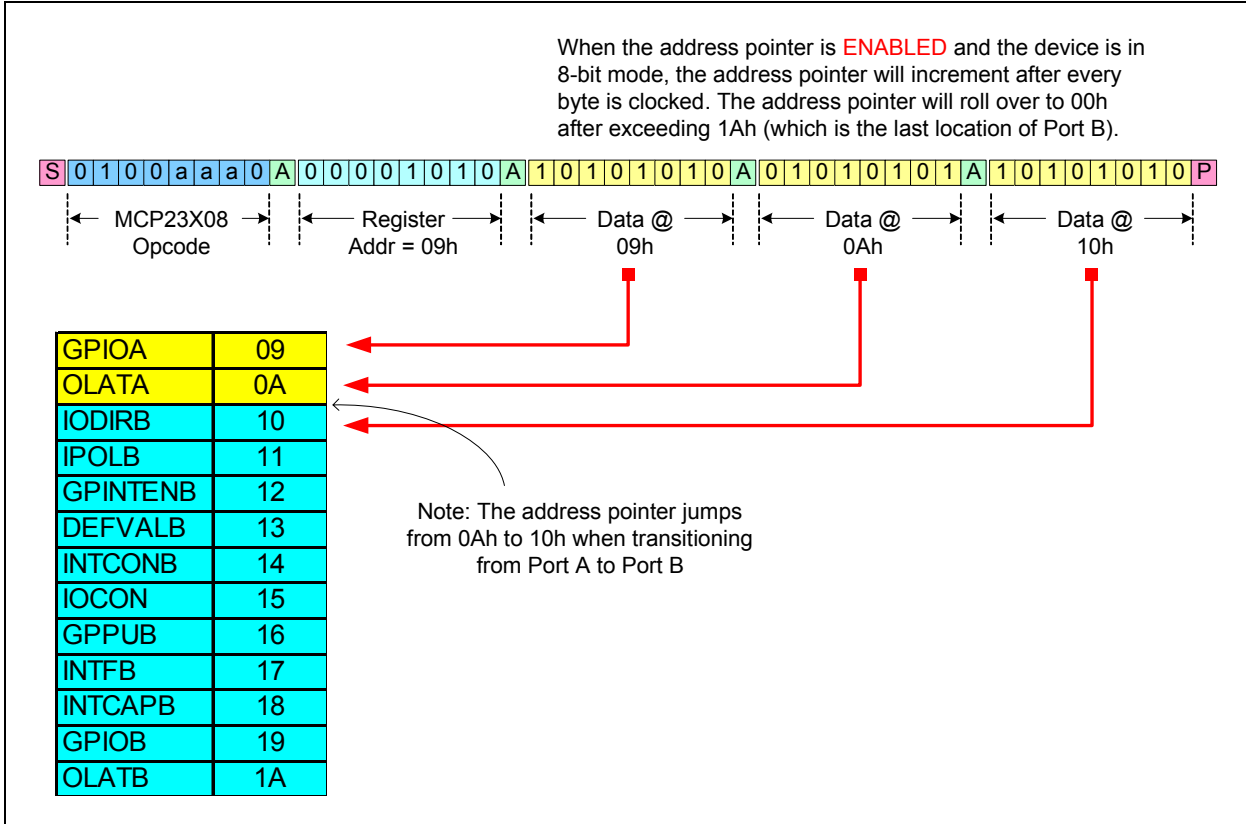 When the address pointer is ENABLED and the device is in
8-bit mode, the address pointer will increment after every
byte is clocked. The address pointer will roll over to 00h
after exceeding 1Ah (which is the last location of Port B).
S 0 1 0 0 a a a 0 A 0 0 0 0 1 0 1 0 A 1 0 1 0 1 0 1 0 A 0 1 0 1 0 1 0 1 A 1 0 1 0 1 0 1 0 P
MCP23X08 Register Data @ Data @ Data @
Opcode Addr = 09h 09h 0Ah 10h
GPIOA 09
OLATA 0A
IODIRB 10
IPOLB 11
GPINTENB 12
DEFVALB 13
INTCONB 14
IOCON 15
GPPUB 16
INTFB 17
INTCAPB 18
GPIOB 19
OLATB 1A
Note: The address pointer jumps
from 0Ah to 10h when transitioning
from Port A to Port B